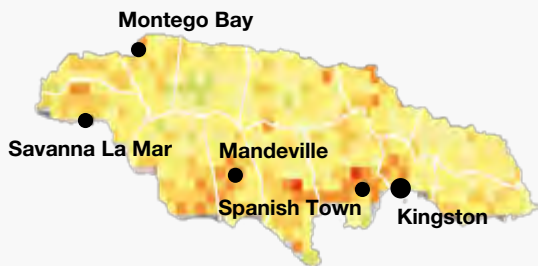 Montego Bay
Savanna La Mar
Mandeville
Spanish Town
Kingston